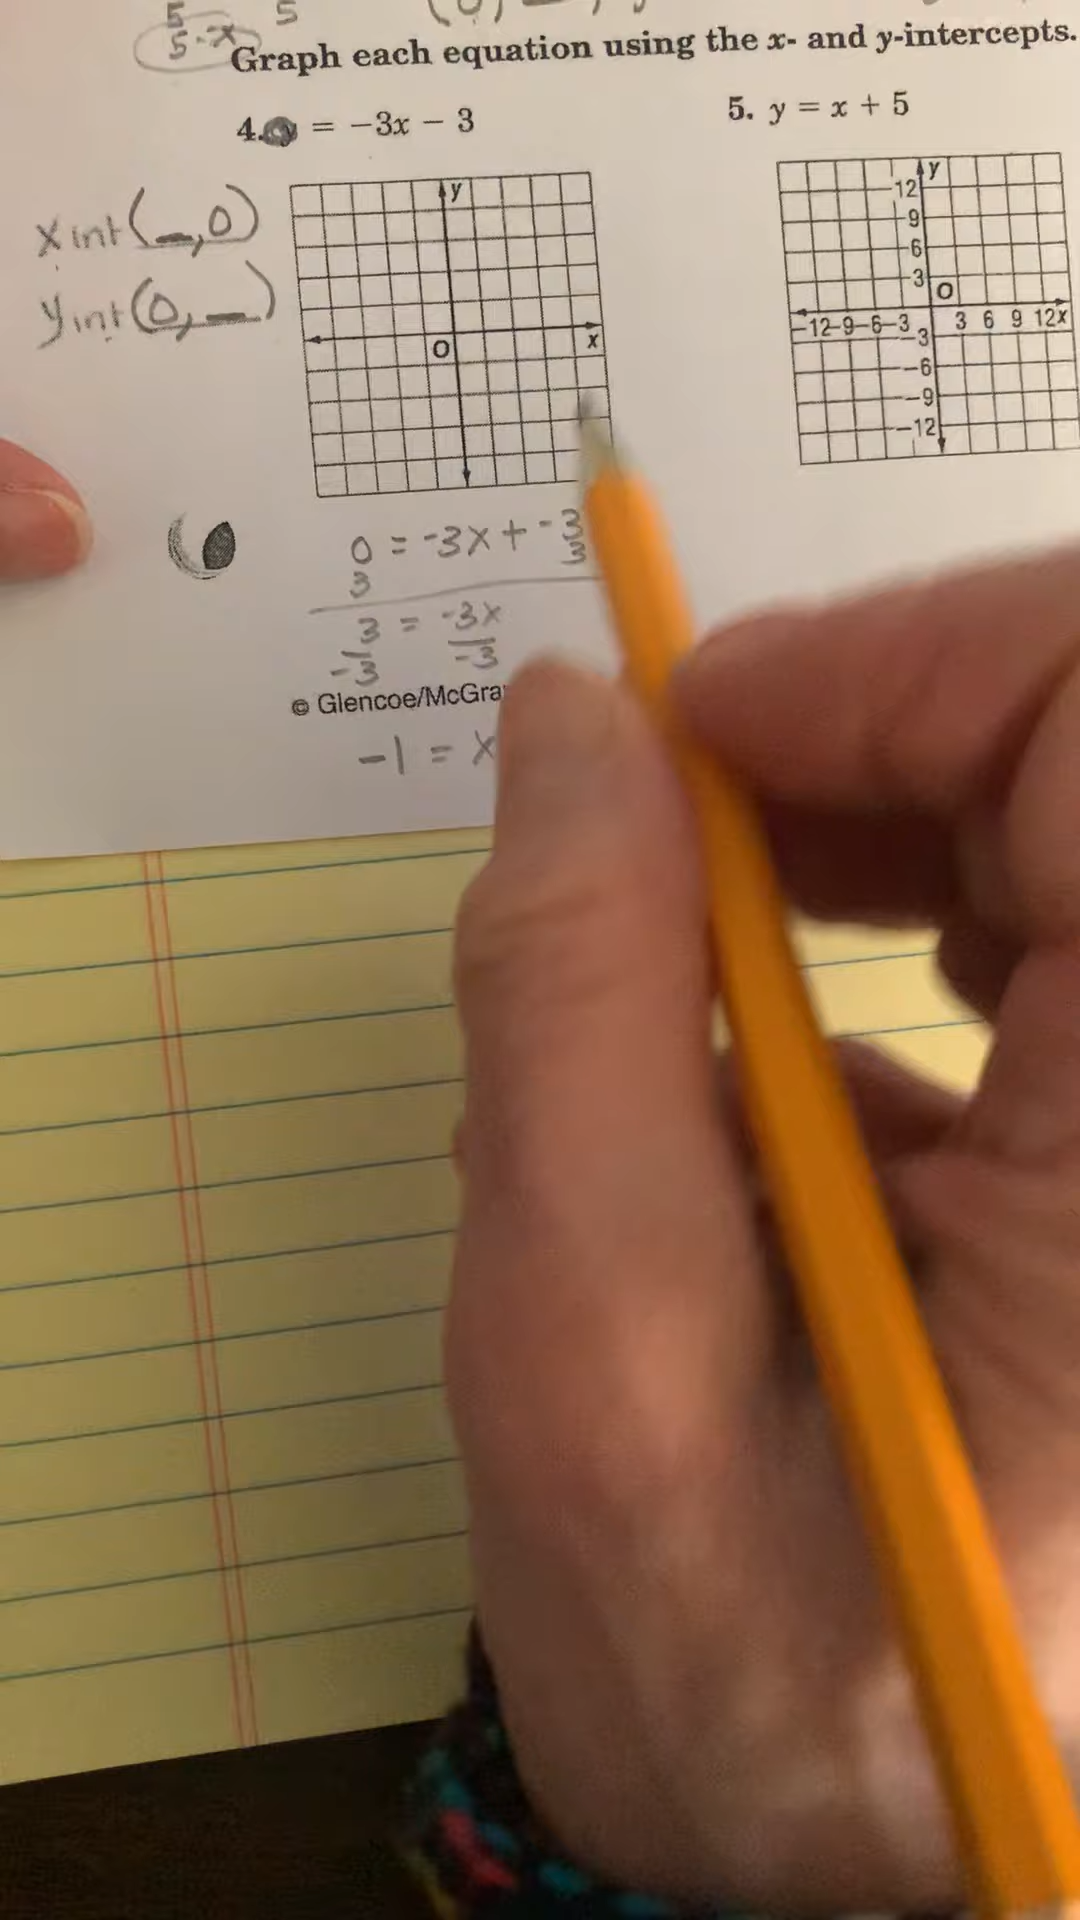 5 5
5 · x
Graph each equation using the x- and y-intercepts.
4. y = −3x − 3
5. y = x + 5
x int (_, 0)
y int (0, _)
y
O
x
y
12
9
6
3
O
−12−9−6−3 3 6 9 12x
−3
−6
−9
−12
0 = -3x + -3
3 3
3 = -3x
-3 -3
© Glencoe/McGra
-1 = x